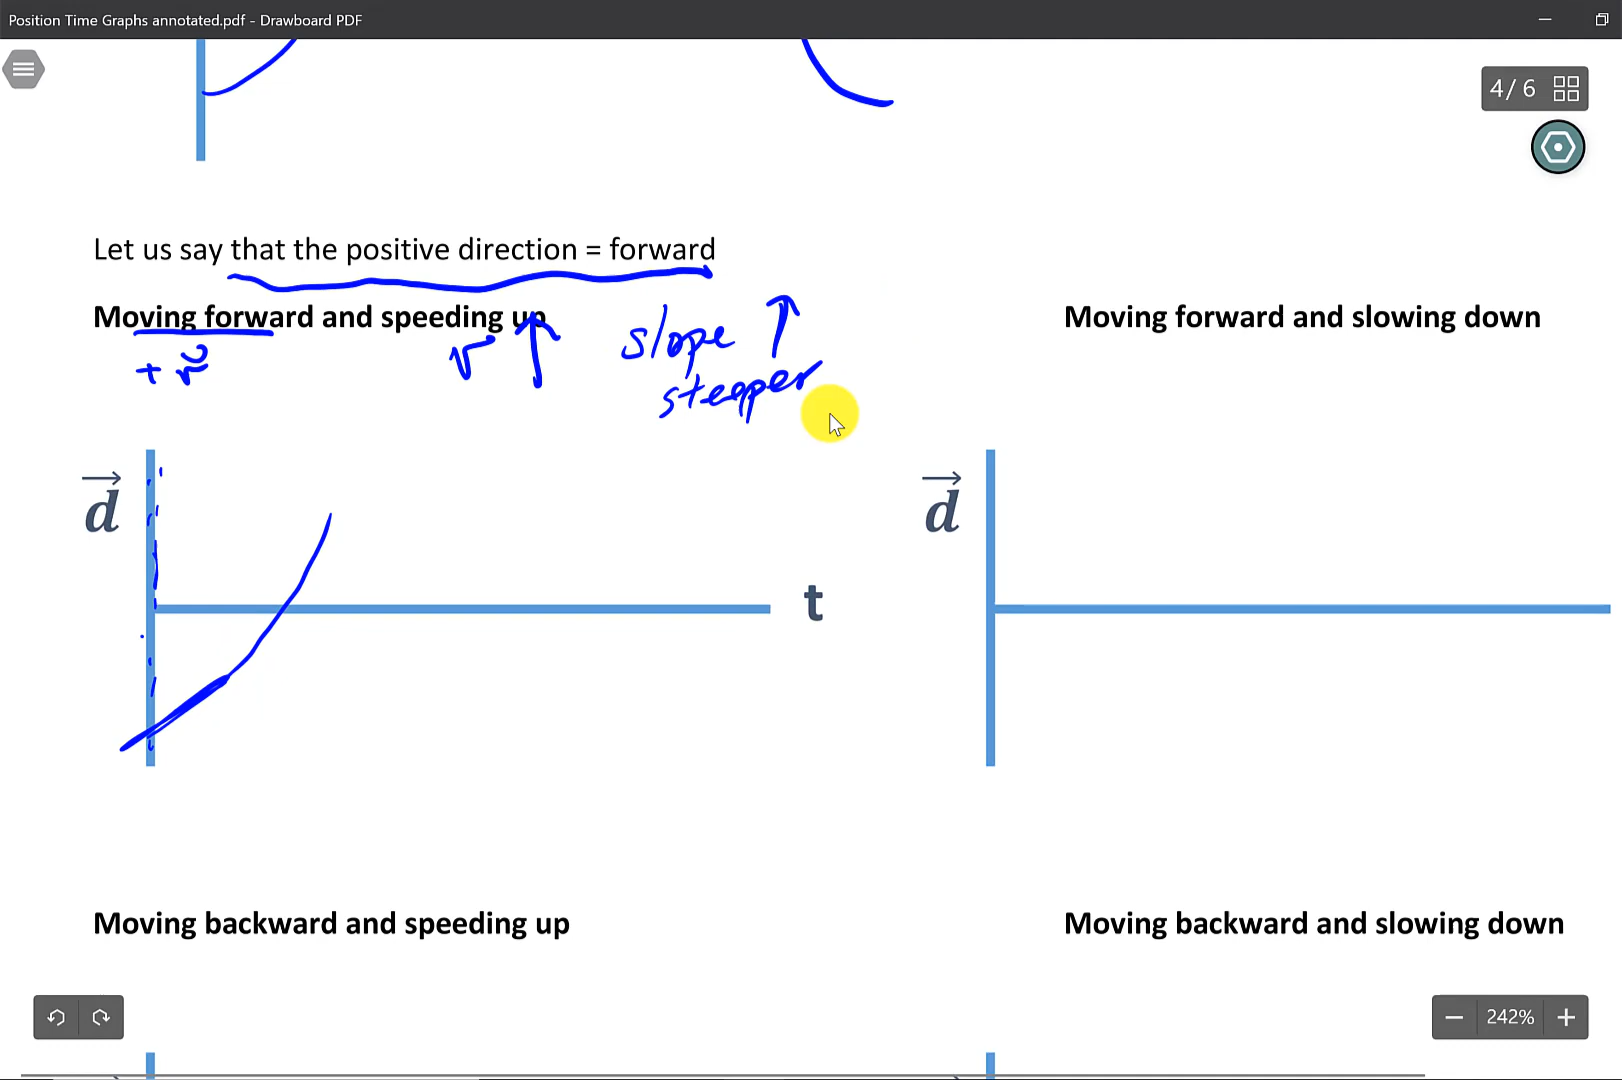 Position Time Graphs annotated.pdf - Drawboard PDF
4 / 6
Let us say that the positive direction = forward
Moving forward and speeding up
+ v⃗
v ↑
slope ↑
steeper
Moving forward and slowing down
d⃗
t
d⃗
Moving backward and speeding up
Moving backward and slowing down
242%